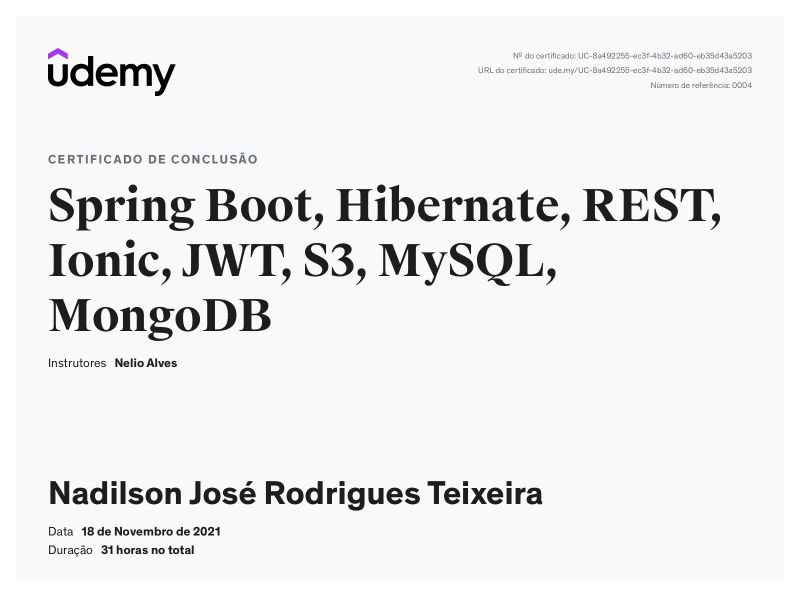 udemy
Nº do certificado: UC-8a492255-ec3f-4b32-ad60-eb35d43a5203
URL do certificado: ude.my/UC-8a492255-ec3f-4b32-ad60-eb35d43a5203
Número de referência: 0004
CERTIFICADO DE CONCLUSÃO
Spring Boot, Hibernate, REST,
Ionic, JWT, S3, MySQL,
MongoDB
Instrutores Nelio Alves
Nadilson José Rodrigues Teixeira
Data 18 de Novembro de 2021
Duração 31 horas no total